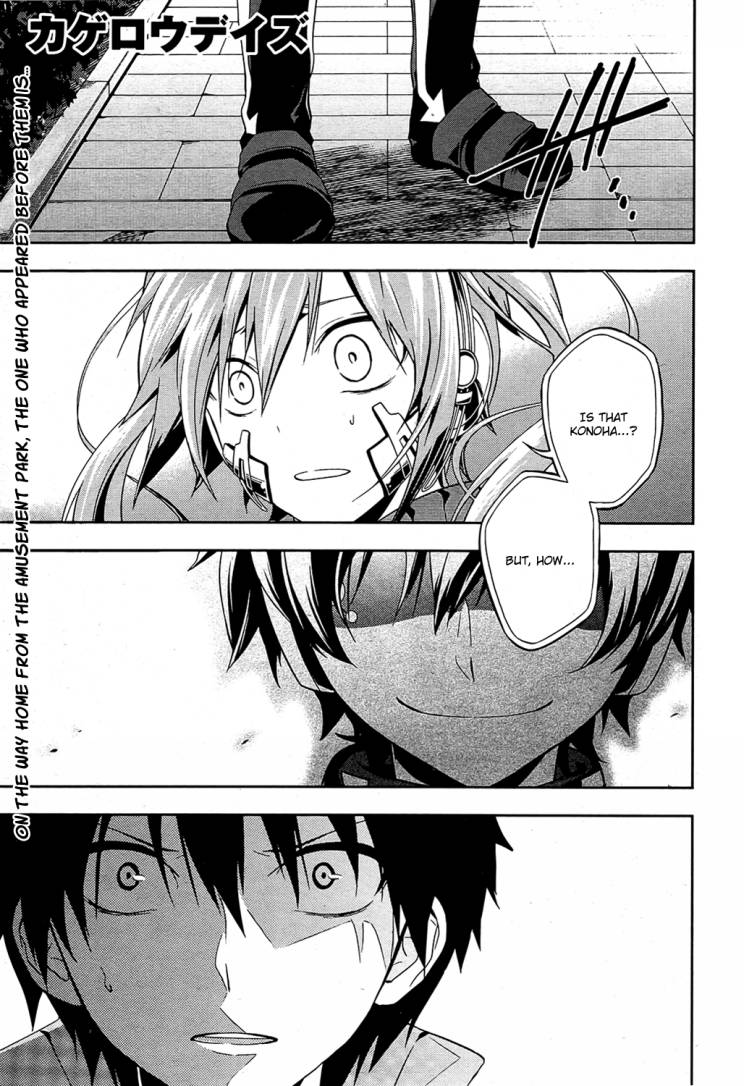 カゲロウデイズ
ON THE WAY HOME FROM THE AMUSEMENT PARK, THE ONE WHO APPEARED BEFORE THEM IS...
IS THAT
KONOHA...?
BUT, HOW...